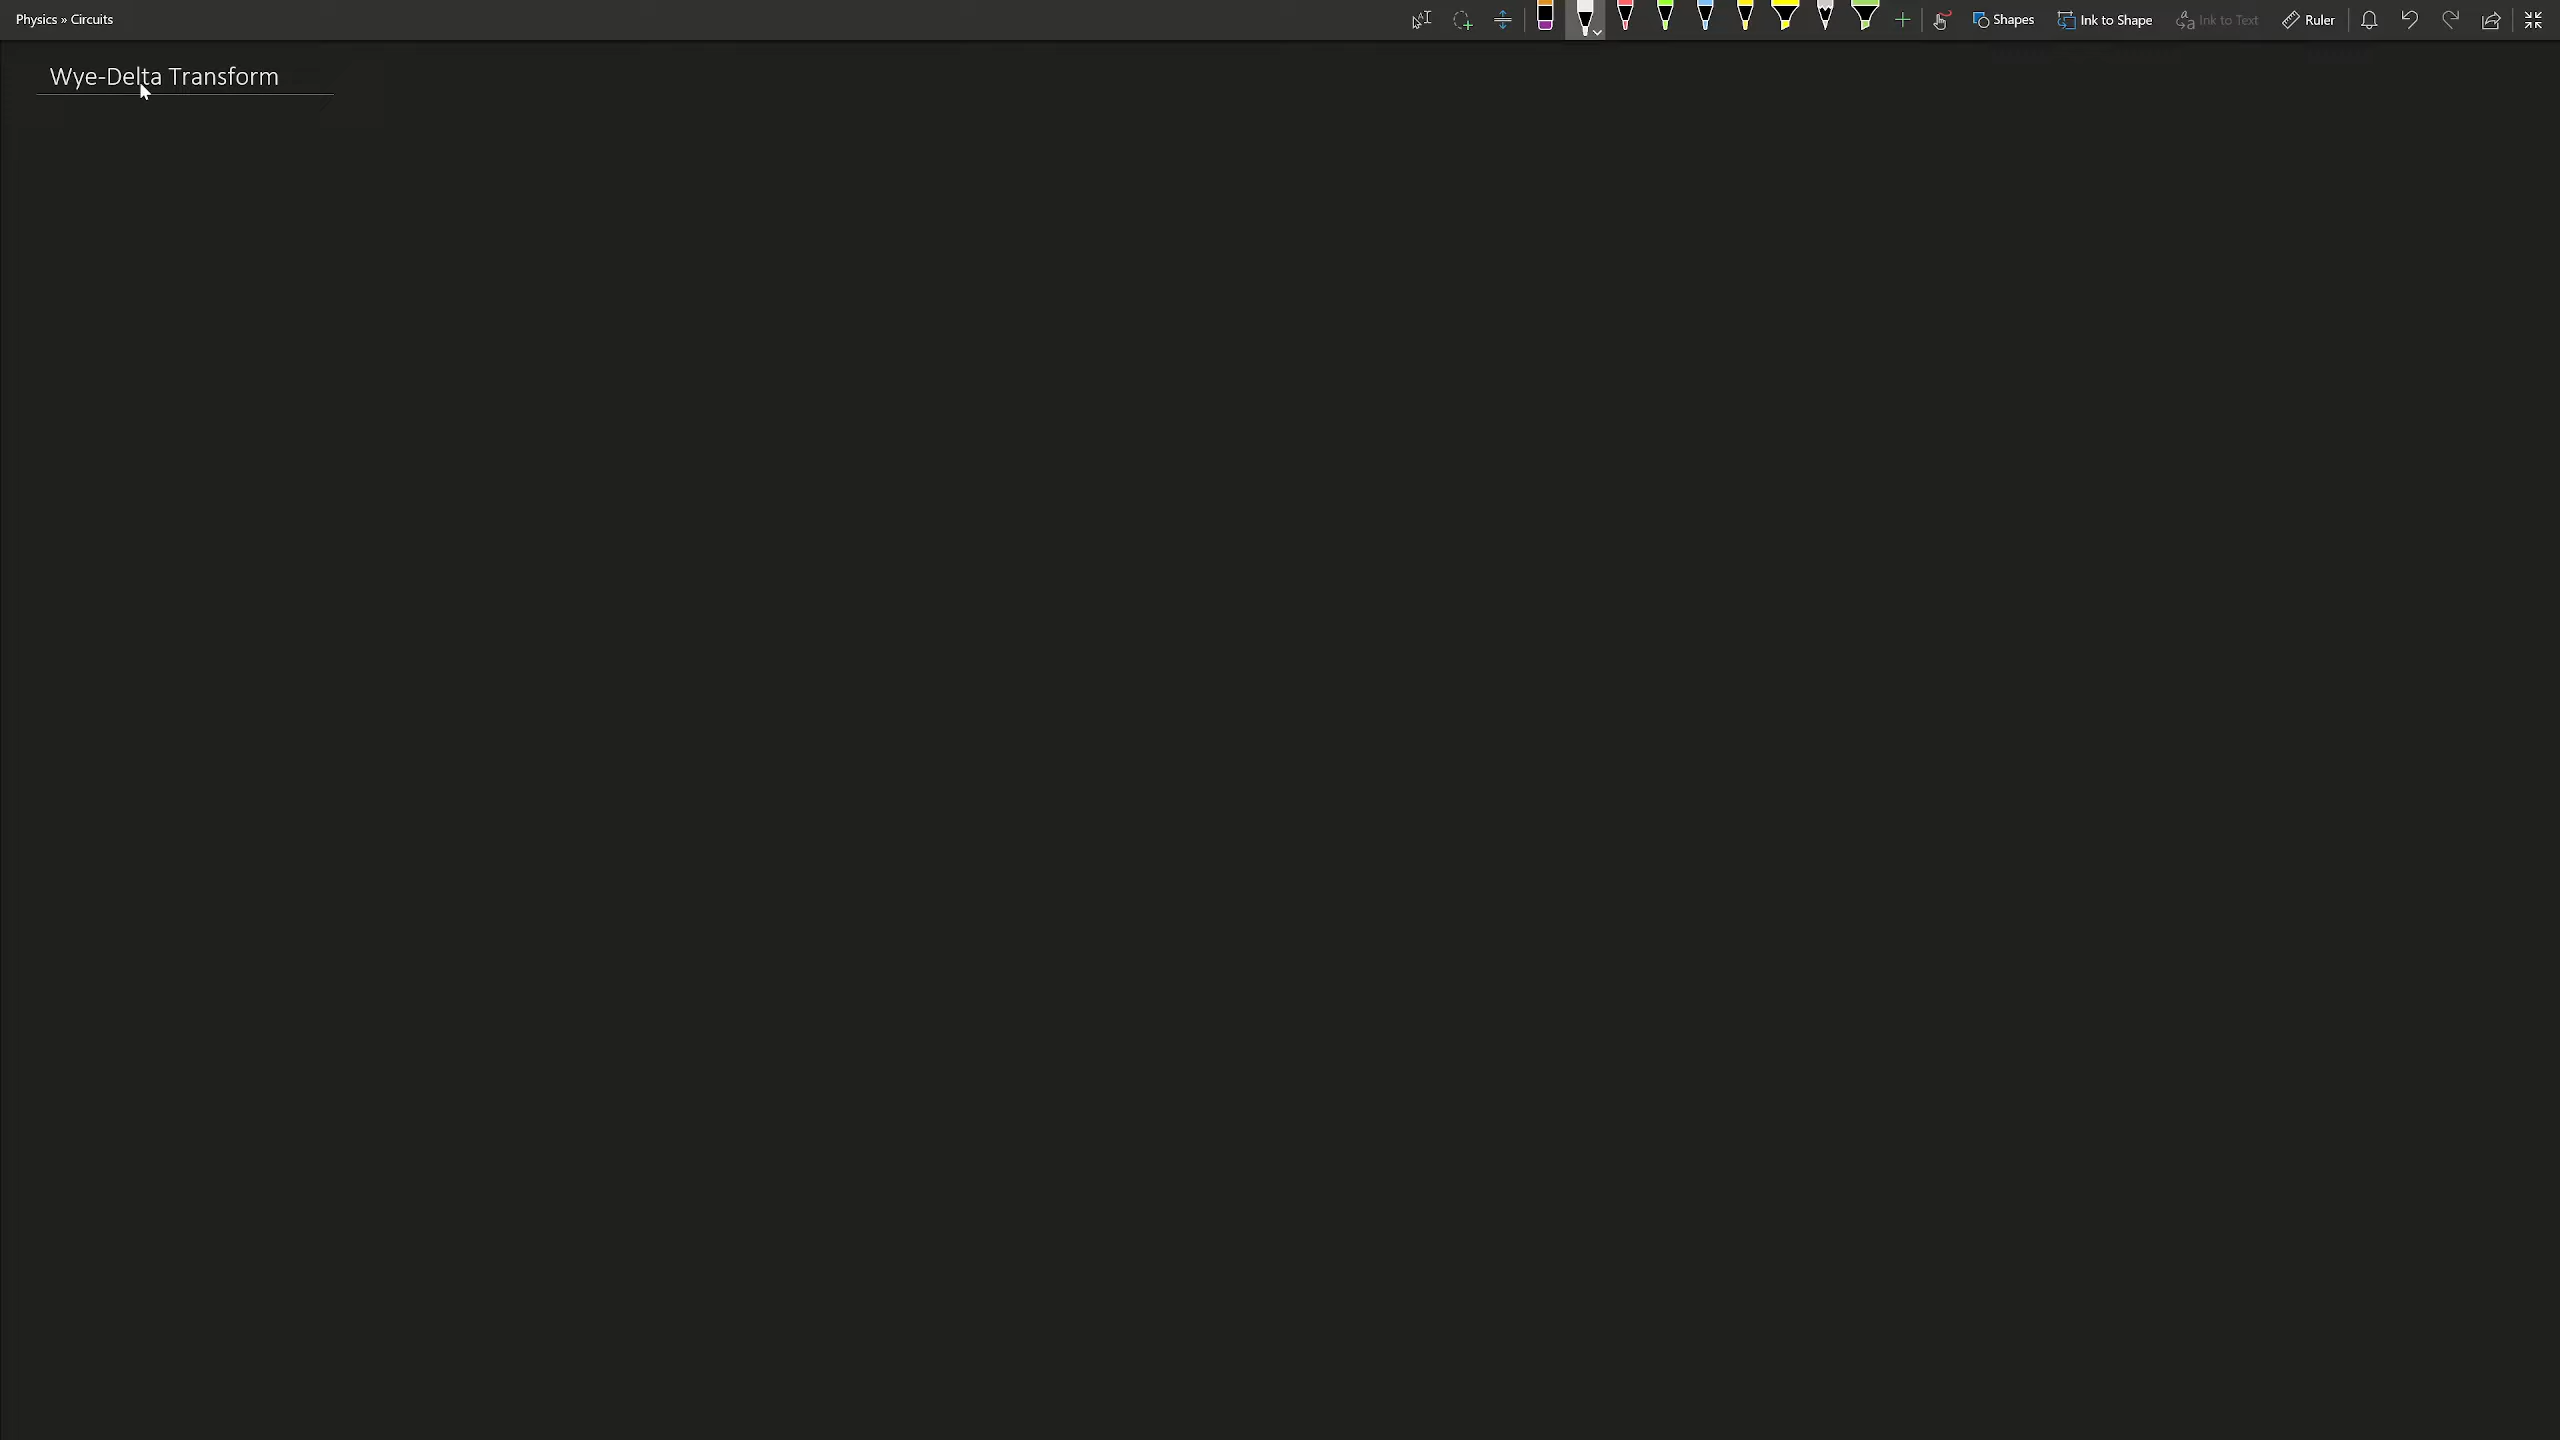 Physics » Circuits
Shapes
Ink to Shape
Ink to Text
Ruler
Wye-Delta Transform